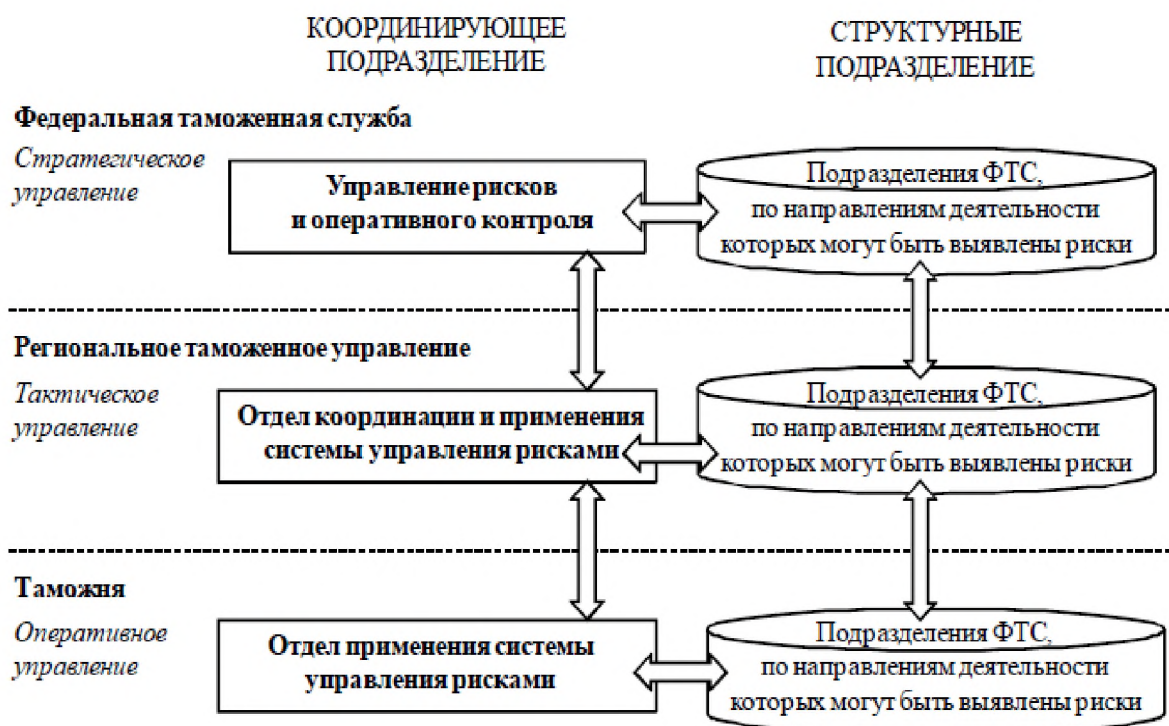 КООРДИНИРУЮЩЕЕ
ПОДРАЗДЕЛЕНИЕ
СТРУКТУРНЫЕ
ПОДРАЗДЕЛЕНИЕ
Федеральная таможенная служба
Стратегическое
управление
Управление рисков
и оперативного контроля
Подразделения ФТС,
по направлениям деятельности
которых могут быть выявлены риски
Региональное таможенное управление
Тактическое
управление
Отдел координации и применения
системы управления рисками
Подразделения ФТС,
по направлениям деятельности
которых могут быть выявлены риски
Таможня
Оперативное
управление
Отдел применения системы
управления рисками
Подразделения ФТС,
по направлениям деятельности
которых могут быть выявлены риски